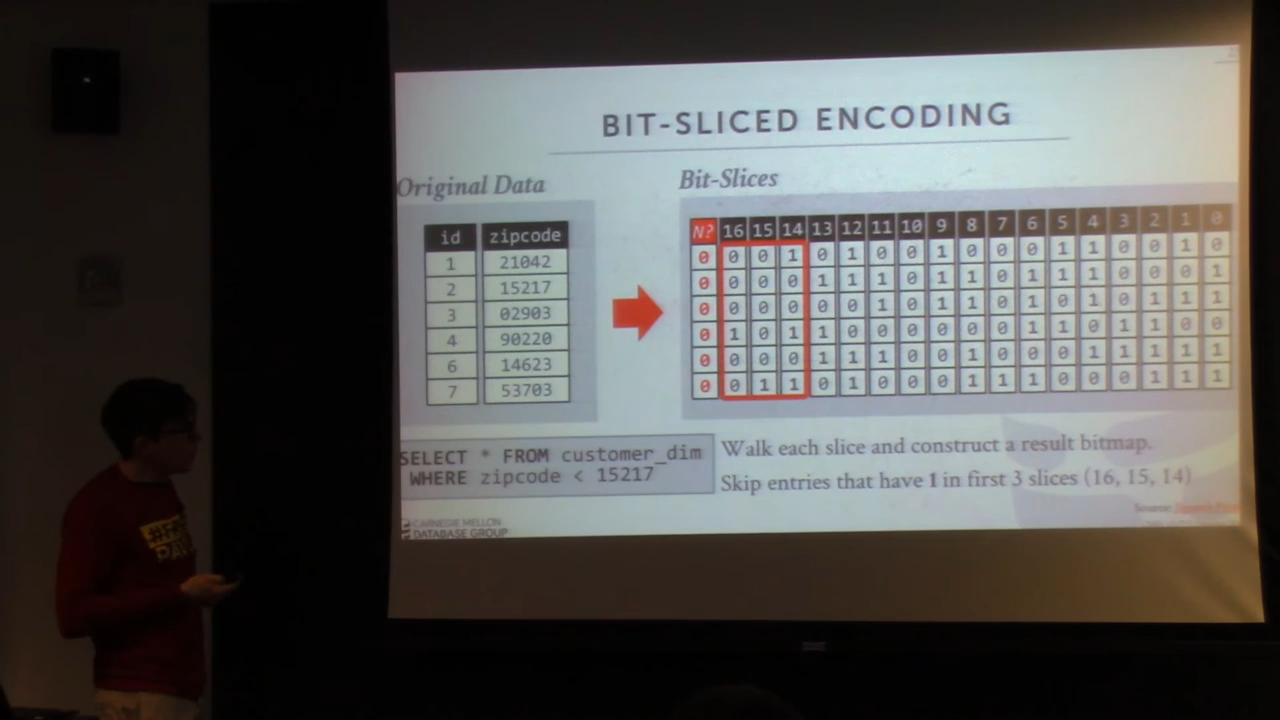 BIT-SLICED ENCODING
Original Data
Bit-Slices
id zipcode
1 21042
2 15217
3 02903
4 90220
6 14623
7 53703
N? 16 15 14 13 12 11 10 9 8 7 6 5 4 3 2 1 0
0 0 0 1 0 1 0 0 1 0 0 0 1 1 0 0 1 0
0 0 0 0 1 1 1 0 1 1 0 1 1 1 0 0 0 1
0 0 0 0 0 0 1 0 1 1 0 1 0 1 0 1 1 1
0 1 0 1 1 0 0 0 0 0 0 1 1 0 1 1 0 0
0 0 0 0 1 1 1 0 0 1 0 0 0 1 1 1 1 1
0 0 1 1 0 1 0 0 0 1 1 1 0 0 0 1 1 1
SELECT * FROM customer_dim
WHERE zipcode < 15217
Walk each slice and construct a result bitmap.
Skip entries that have 1 in first 3 slices (16, 15, 14)
Source:
CARNEGIE MELLON
DATABASE GROUP